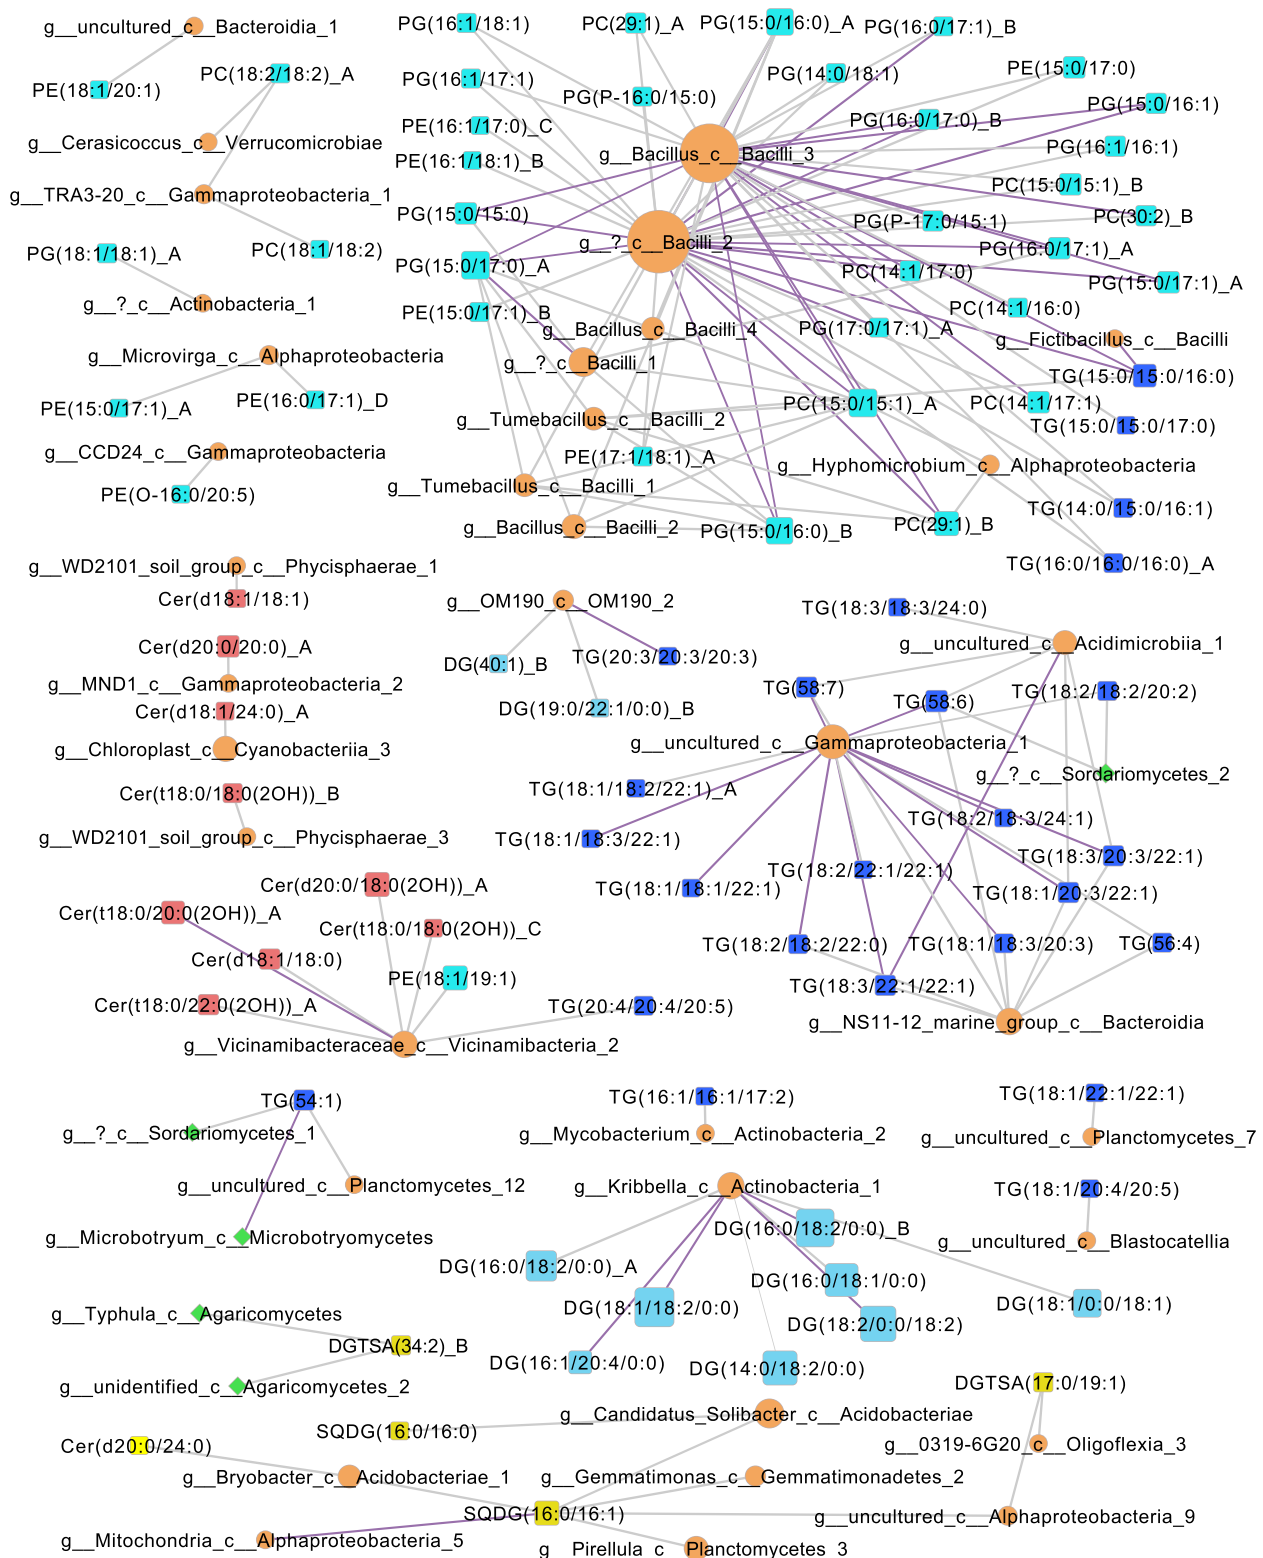 g__uncultured_c__Bacteroidia_1
PE(18:1/20:1)
PC(18:2/18:2)_A
g__Cerasicoccus_c__Verrucomicrobiae
g__TRA3-20_c__Gammaproteobacteria_1
PG(18:1/18:1)_A
PC(18:1/18:2)
g__?_c__Actinobacteria_1
g__Microvirga_c__Alphaproteobacteria
PE(15:0/17:1)_A
PE(16:0/17:1)_D
g__CCD24_c__Gammaproteobacteria
PE(O-16:0/20:5)
PG(16:1/18:1)
PC(29:1)_A
PG(15:0/16:0)_A
PG(16:0/17:1)_B
PG(16:1/17:1)
PG(P-16:0/15:0)
PG(14:0/18:1)
PE(15:0/17:0)
PG(15:0/16:1)
PE(16:1/17:0)_C
PG(16:0/17:0)_B
PE(16:1/18:1)_B
g__Bacillus_c__Bacilli_3
PG(16:1/16:1)
PC(15:0/15:1)_B
PG(15:0/15:0)
PG(P-17:0/15:1)
PC(30:2)_B
g__?_c__Bacilli_2
PG(16:0/17:1)_A
PG(15:0/17:0)_A
PC(14:1/17:0)
PG(15:0/17:1)_A
PE(15:0/17:1)_B
PC(14:1/16:0)
g__Bacillus_c__Bacilli_4
PG(17:0/17:1)_A
g__Fictibacillus_c__Bacilli
g__?_c__Bacilli_1
TG(15:0/15:0/16:0)
PC(15:0/15:1)_A
PC(14:1/17:1)
g__Tumebacillus_c__Bacilli_2
TG(15:0/15:0/17:0)
PE(17:1/18:1)_A
g__Hyphomicrobium_c__Alphaproteobacteria
g__Tumebacillus_c__Bacilli_1
TG(14:0/15:0/16:1)
g__Bacillus_c__Bacilli_2
PG(15:0/16:0)_B
PC(29:1)_B
TG(16:0/16:0/16:0)_A
g__WD2101_soil_group_c__Phycisphaerae_1
Cer(d18:1/18:1)
Cer(d20:0/20:0)_A
g__MND1_c__Gammaproteobacteria_2
Cer(d18:1/24:0)_A
g__Chloroplast_c__Cyanobacteriia_3
Cer(t18:0/18:0(2OH))_B
g__WD2101_soil_group_c__Phycisphaerae_3
g__OM190_c__OM190_2
DG(40:1)_B
TG(20:3/20:3/20:3)
DG(19:0/22:1/0:0)_B
TG(18:3/18:3/24:0)
g__uncultured_c__Acidimicrobiia_1
TG(58:7)
TG(58:6)
TG(18:2/18:2/20:2)
g__uncultured_c__Gammaproteobacteria_1
g__?_c__Sordariomycetes_2
TG(18:1/18:2/22:1)_A
TG(18:2/18:3/24:1)
TG(18:1/18:3/22:1)
TG(18:3/20:3/22:1)
TG(18:2/22:1/22:1)
TG(18:1/18:1/22:1)
TG(18:1/20:3/22:1)
TG(18:2/18:2/22:0)
TG(18:1/18:3/20:3)
TG(56:4)
TG(18:3/22:1/22:1)
g__NS11-12_marine_group_c__Bacteroidia
Cer(d20:0/18:0(2OH))_A
Cer(t18:0/20:0(2OH))_A
Cer(t18:0/18:0(2OH))_C
Cer(d18:1/18:0)
PE(18:1/19:1)
Cer(t18:0/22:0(2OH))_A
TG(20:4/20:4/20:5)
g__Vicinamibacteraceae_c__Vicinamibacteria_2
TG(54:1)
g__?_c__Sordariomycetes_1
g__uncultured_c__Planctomycetes_12
g__Microbotryum_c__Microbotryomycetes
g__Typhula_c__Agaricomycetes
DGTSA(34:2)_B
g__unidentified_c__Agaricomycetes_2
TG(16:1/16:1/17:2)
g__Mycobacterium_c__Actinobacteria_2
TG(18:1/22:1/22:1)
g__uncultured_c__Planctomycetes_7
g__Kribbella_c__Actinobacteria_1
TG(18:1/20:4/20:5)
DG(16:0/18:2/0:0)_B
g__uncultured_c__Blastocatellia
DG(16:0/18:2/0:0)_A
DG(16:0/18:1/0:0)
DG(18:1/18:2/0:0)
DG(18:1/0:0/18:1)
DG(18:2/0:0/18:2)
DG(16:1/20:4/0:0)
DG(14:0/18:2/0:0)
DGTSA(17:0/19:1)
g__Candidatus_Solibacter_c__Acidobacteriae
SQDG(16:0/16:0)
g__0319-6G20_c__Oligoflexia_3
Cer(d20:0/24:0)
g__Bryobacter_c__Acidobacteriae_1
g__Gemmatimonas_c__Gemmatimonadetes_2
SQDG(16:0/16:1)
g__uncultured_c__Alphaproteobacteria_9
g__Mitochondria_c__Alphaproteobacteria_5
g__Pirellula_c__Planctomycetes_3